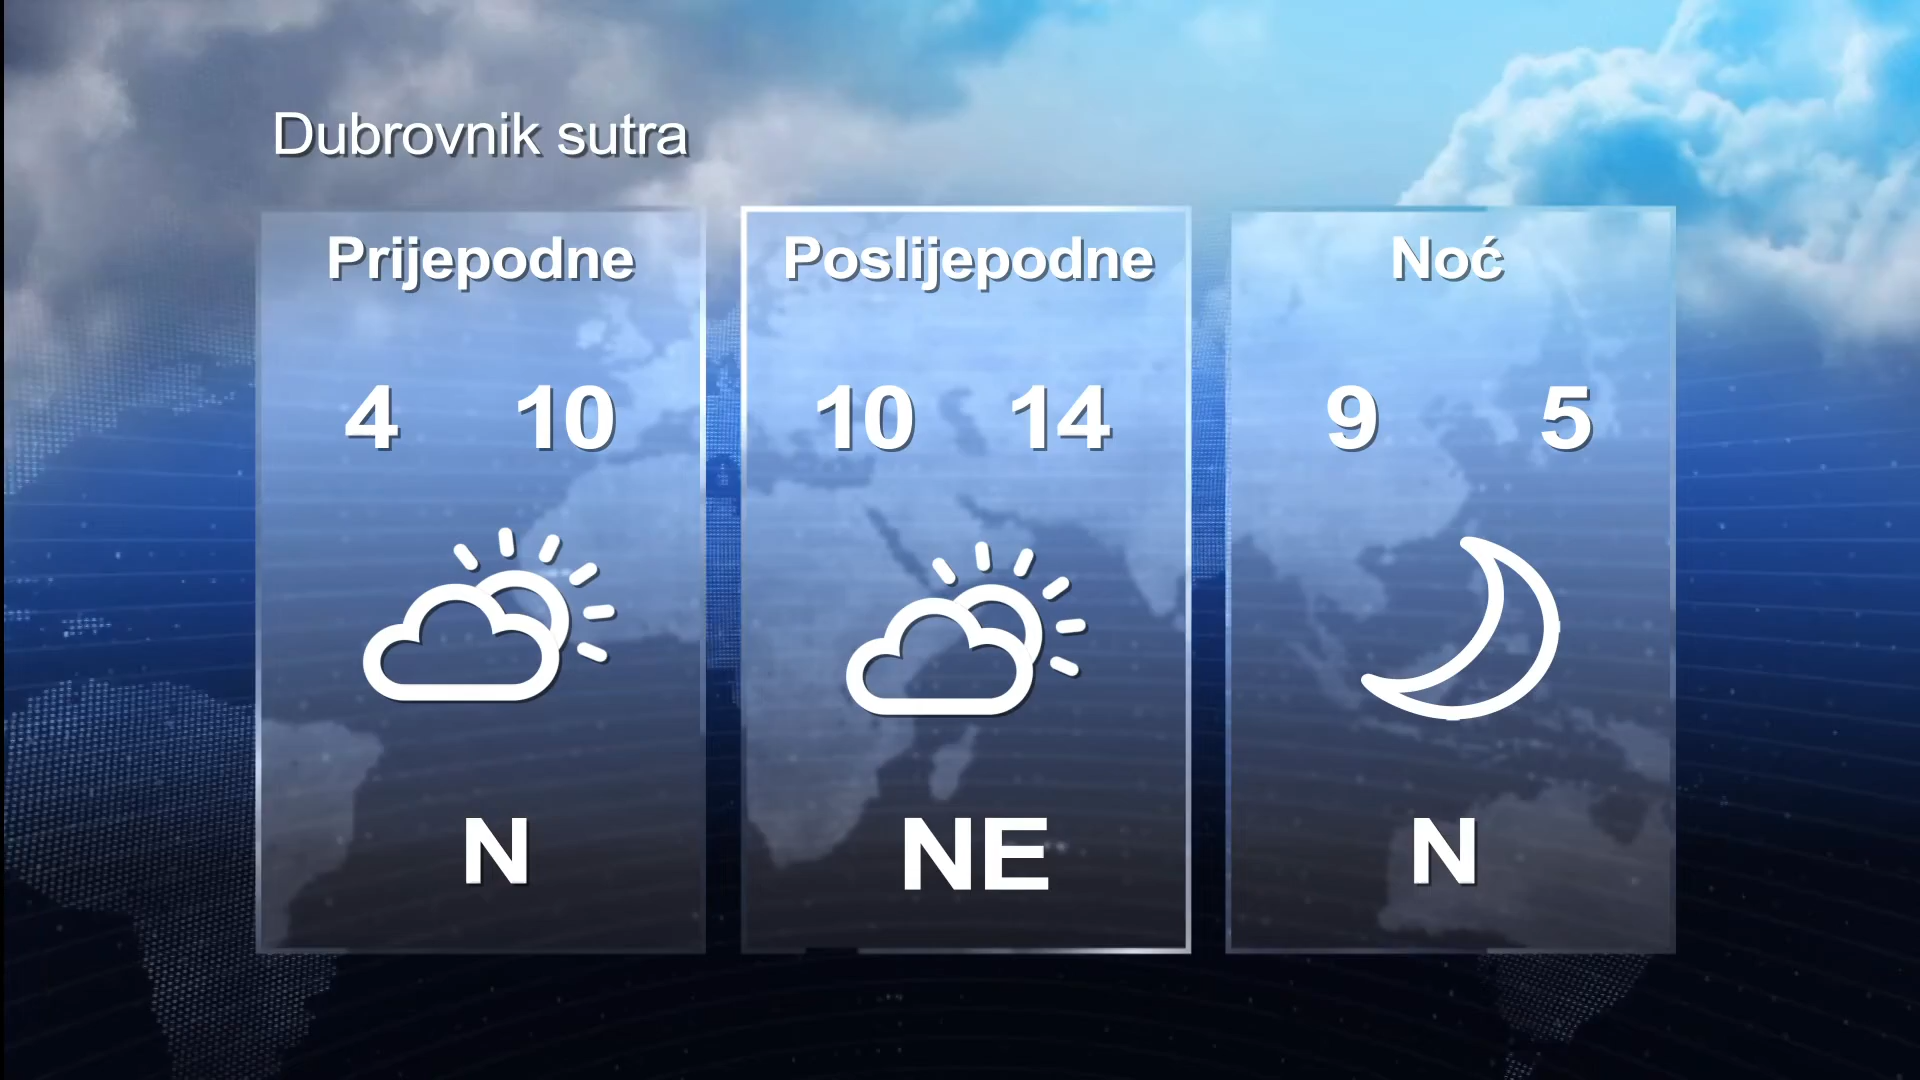 Dubrovnik sutra
Prijepodne
4 10
N
Poslijepodne
10 14
NE
Noć
9 5
N